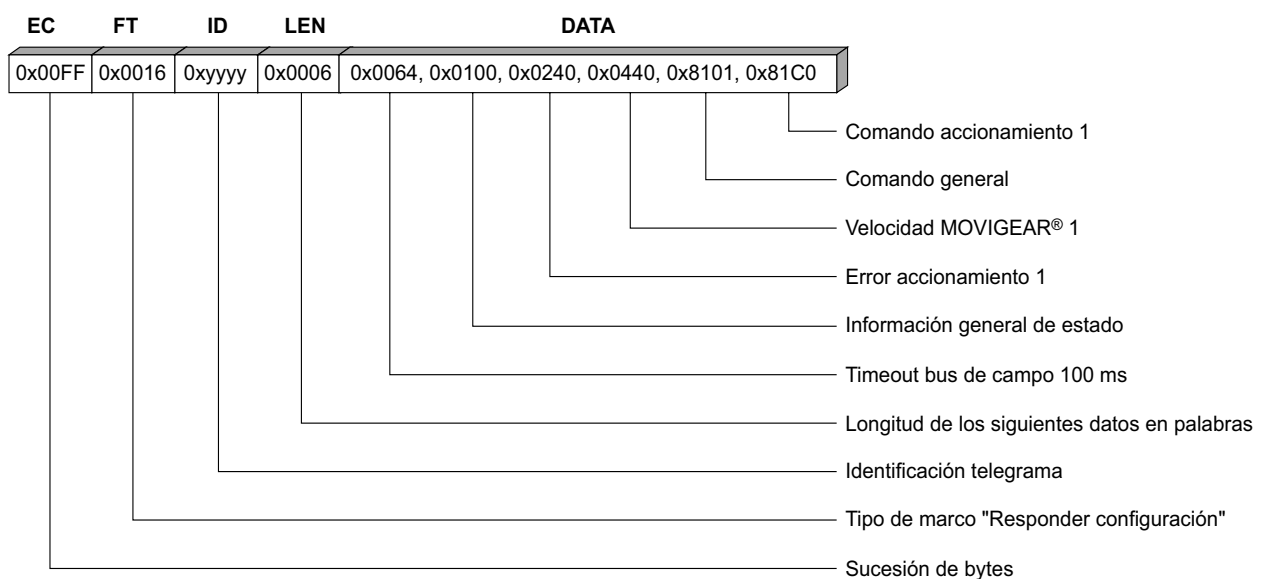 EC FT ID LEN DATA
0x00FF 0x0016 0xyyyy 0x0006 0x0064, 0x0100, 0x0240, 0x0440, 0x8101, 0x81C0
Comando accionamiento 1
Comando general
Velocidad MOVIGEAR® 1
Error accionamiento 1
Información general de estado
Timeout bus de campo 100 ms
Longitud de los siguientes datos en palabras
Identificación telegrama
Tipo de marco "Responder configuración"
Sucesión de bytes